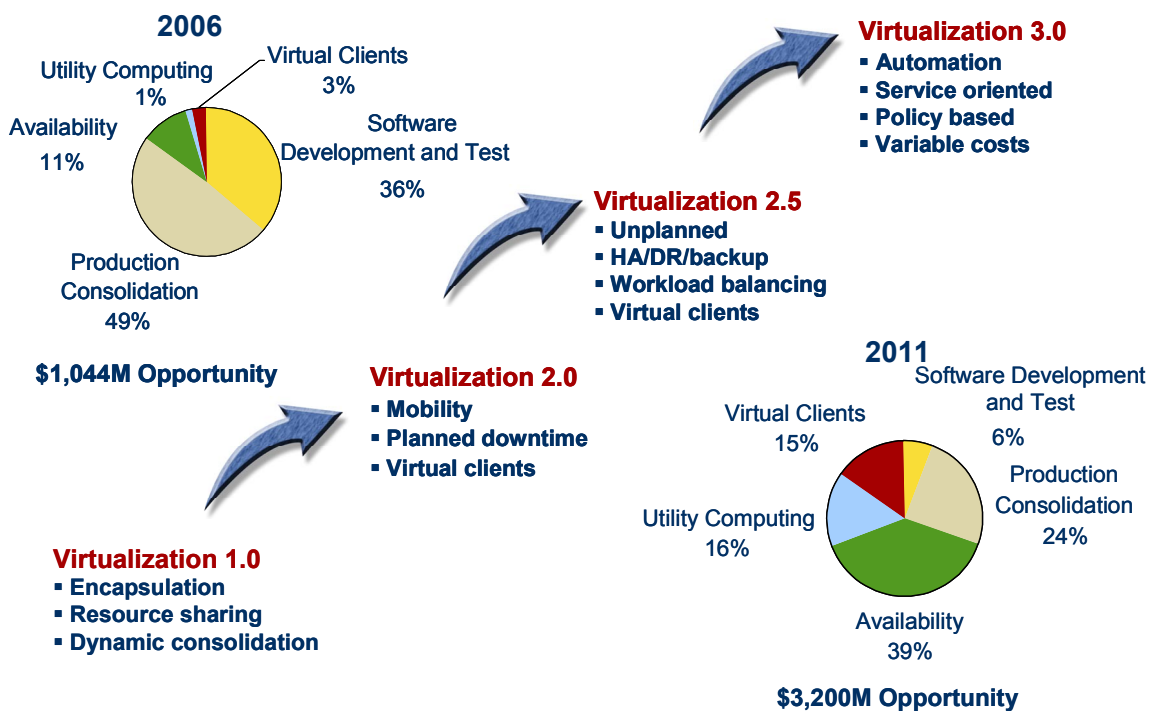 2006
Virtual Clients
3%
Utility Computing
1%
Availability
11%
Software
Development and Test
36%
Production
Consolidation
49%
$1,044M Opportunity
Virtualization 3.0
▪ Automation
▪ Service oriented
▪ Policy based
▪ Variable costs
Virtualization 2.5
▪ Unplanned
▪ HA/DR/backup
▪ Workload balancing
▪ Virtual clients
Virtualization 2.0
▪ Mobility
▪ Planned downtime
▪ Virtual clients
Virtualization 1.0
▪ Encapsulation
▪ Resource sharing
▪ Dynamic consolidation
2011
Software Development
and Test
6%
Virtual Clients
15%
Production
Consolidation
24%
Utility Computing
16%
Availability
39%
$3,200M Opportunity